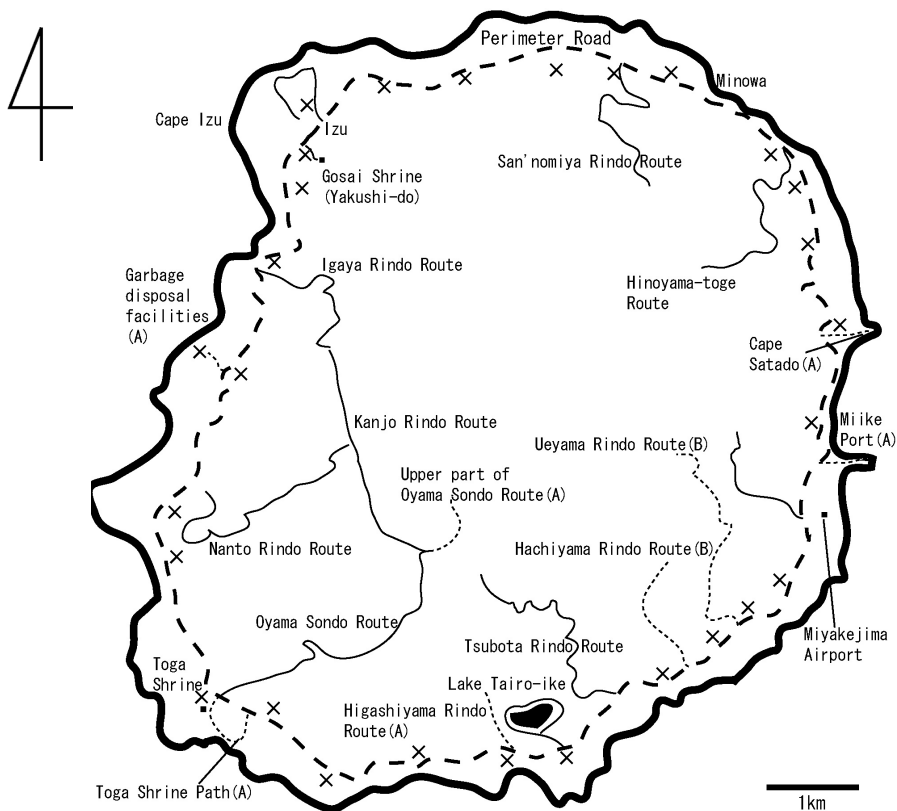 Perimeter Road
Minowa
Cape Izu
Izu
San'nomiya Rindo Route
Gosai Shrine
(Yakushi-do)
Igaya Rindo Route
Garbage
disposal
facilities
(A)
Hinoyama-toge
Route
Cape
Satado(A)
Kanjo Rindo Route
Miike
Port(A)
Ueyama Rindo Route(B)
Upper part of
Oyama Sondo Route(A)
Nanto Rindo Route
Hachiyama Rindo Route(B)
Oyama Sondo Route
Tsubota Rindo Route
Miyakejima
Airport
Toga
Shrine
Lake Tairo-ike
Higashiyama Rindo
Route(A)
Toga Shrine Path(A)
1km